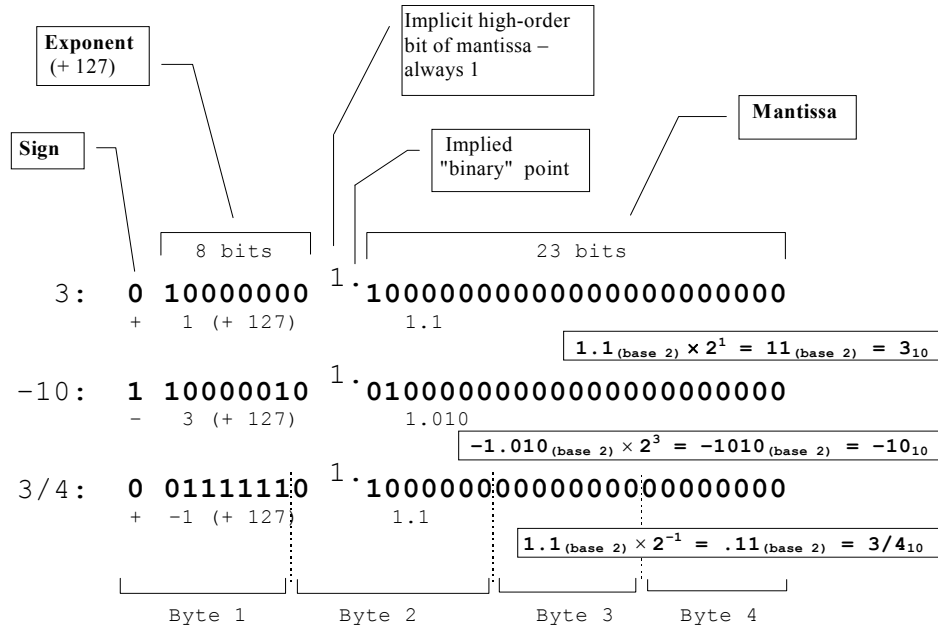 Implicit high-order
bit of mantissa –
always 1
Exponent
(+ 127)
Mantissa
Sign
Implied
"binary" point
8 bits
23 bits
3: 0 10000000 1. 10000000000000000000000
+ 1 (+ 127) 1.1
1.1(base 2) × 2¹ = 11(base 2) = 3₁₀
−10: 1 10000010 1. 01000000000000000000000
− 3 (+ 127) 1.010
−1.010(base 2) × 2³ = −1010(base 2) = −10₁₀
3/4: 0 01111110 1. 10000000000000000000000
+ −1 (+ 127) 1.1
1.1(base 2) × 2⁻¹ = .11(base 2) = 3/4₁₀
Byte 1 Byte 2 Byte 3 Byte 4